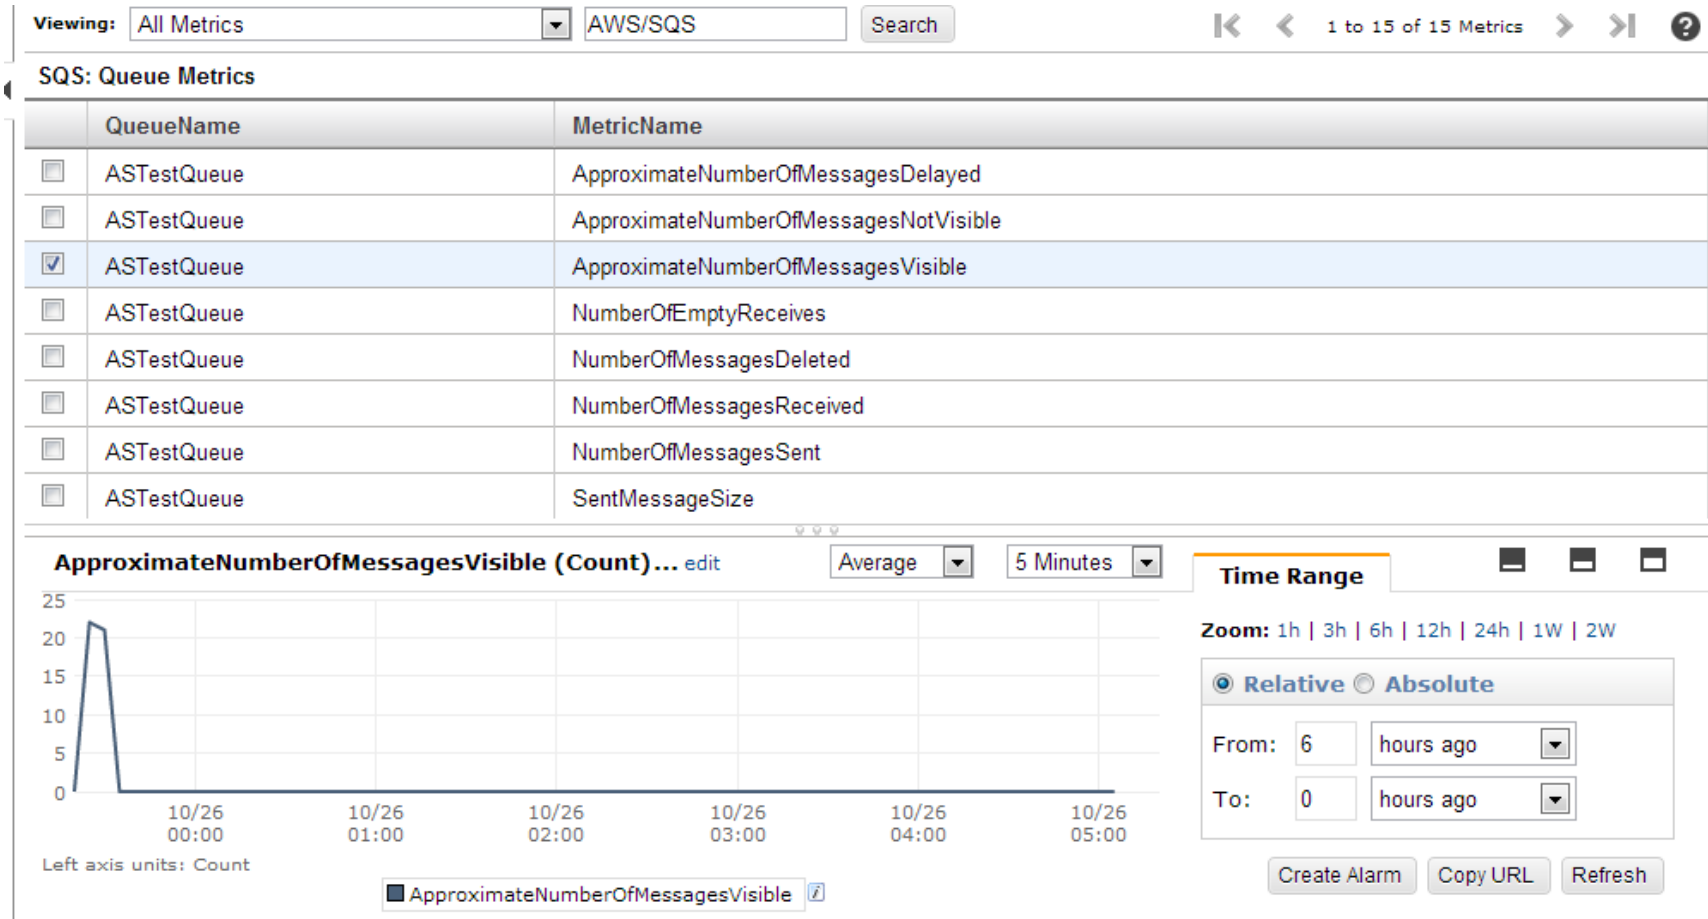 Viewing: All Metrics AWS/SQS Search 1 to 15 of 15 Metrics ?
SQS: Queue Metrics
QueueName MetricName
ASTestQueue ApproximateNumberOfMessagesDelayed
ASTestQueue ApproximateNumberOfMessagesNotVisible
ASTestQueue ApproximateNumberOfMessagesVisible
ASTestQueue NumberOfEmptyReceives
ASTestQueue NumberOfMessagesDeleted
ASTestQueue NumberOfMessagesReceived
ASTestQueue NumberOfMessagesSent
ASTestQueue SentMessageSize
ApproximateNumberOfMessagesVisible (Count)... edit Average 5 Minutes
25
20
15
10
5
0
10/26 10/26 10/26 10/26 10/26 10/26
00:00 01:00 02:00 03:00 04:00 05:00
Left axis units: Count
ApproximateNumberOfMessagesVisible i
Time Range
Zoom: 1h | 3h | 6h | 12h | 24h | 1W | 2W
Relative Absolute
From: 6 hours ago
To: 0 hours ago
Create Alarm Copy URL Refresh